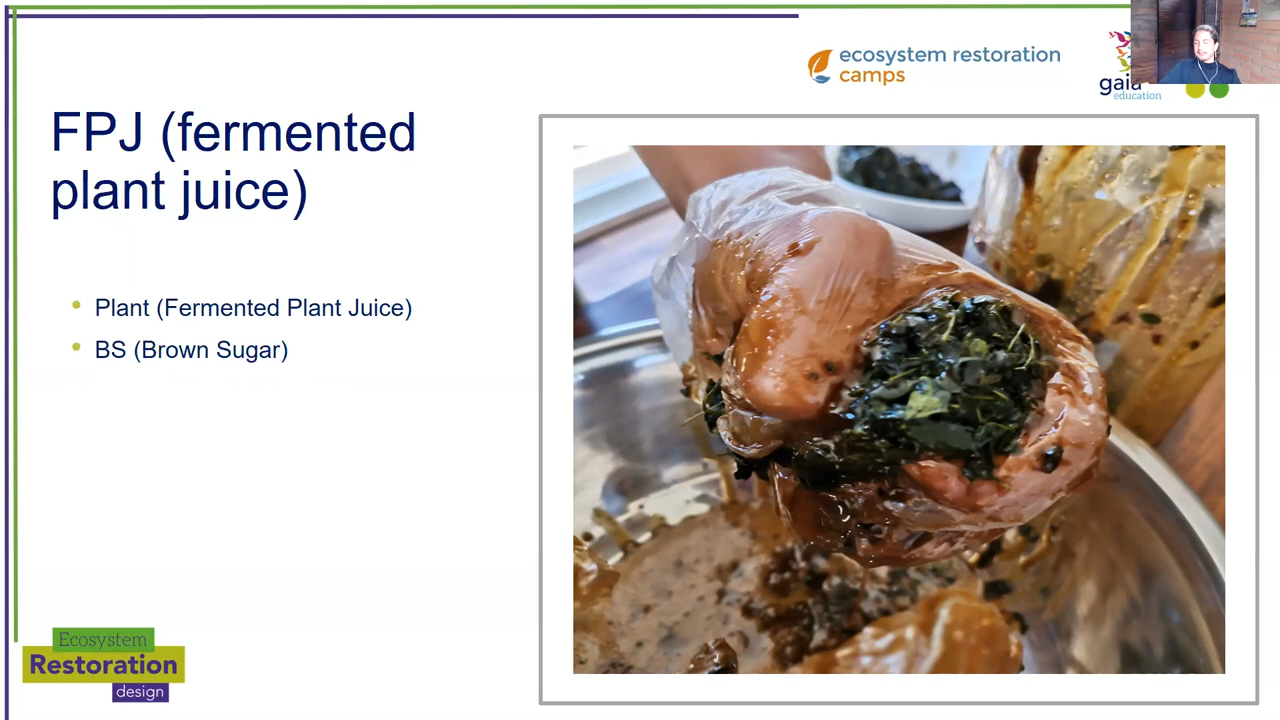 ecosystem restoration
camps
gaia
education
FPJ (fermented
plant juice)
Plant (Fermented Plant Juice)
BS (Brown Sugar)
Ecosystem
Restoration
design